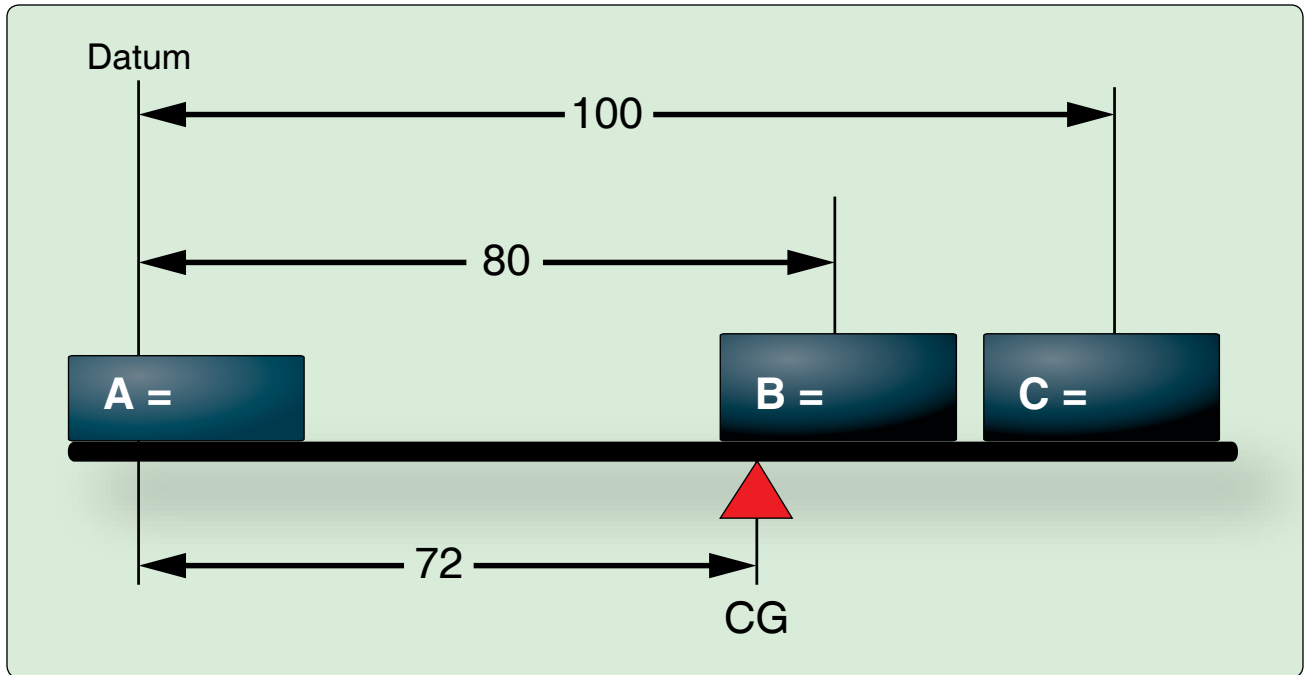 Datum
100
80
A =
B =
C =
72
CG